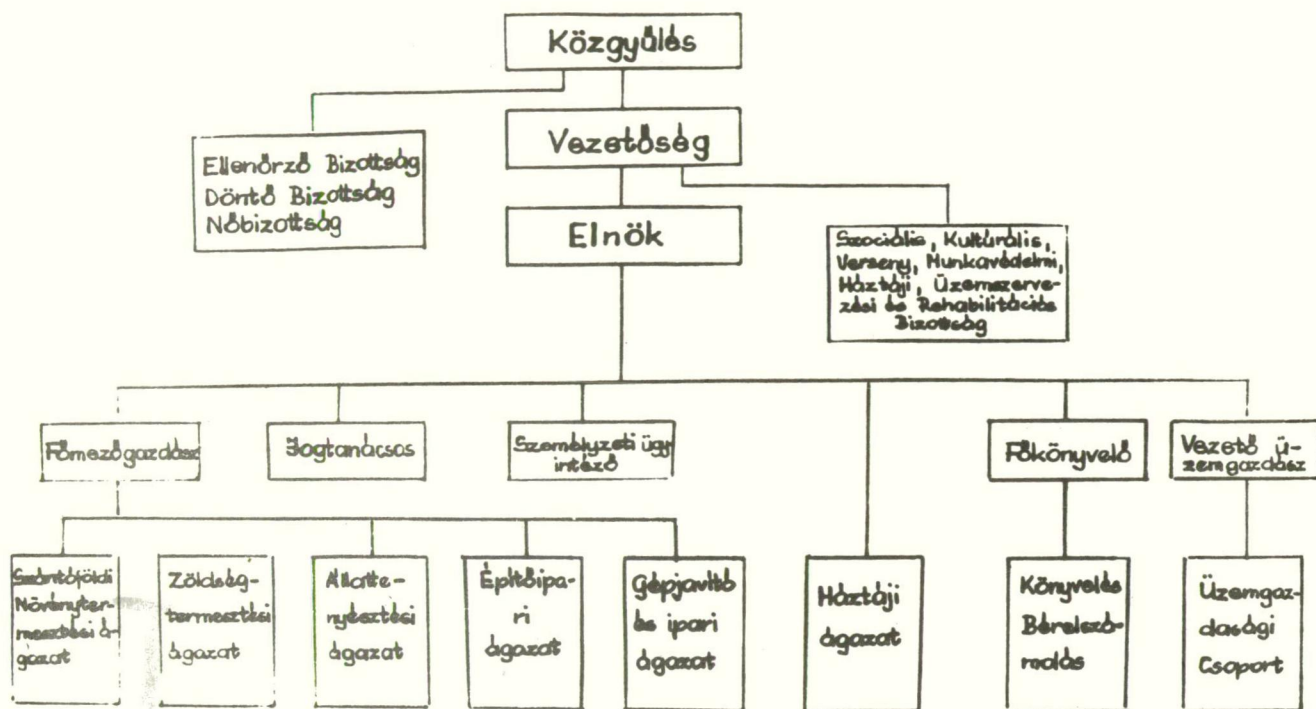 Közgyűlés
Vezetőség
Ellenőrző Bizottság
Döntő Bizottság
Nőbizottság
Elnök
Szociális, Kultúrális,
Verseny, Munkavédelmi,
Háztáji, Üzemszerve-
zési és Rehabilitációs
Bizottság
Főmezőgazdász
Jogtanácsos
Személyzeti ügy
intéző
Főkönyvelő
Vezető ü-
zemgazdász
Szántóföldi
Növényter-
mesztési á-
gazat
Zöldség-
termesztési
ágazat
Állatte-
nyésztési
ágazat
Építőipa-
ri
ágazat
Gépjavító
és ipari
ágazat
Háztáji
ágazat
Könyvelés
Bérelszá-
molás
Üzemgaz-
dasági
Csoport